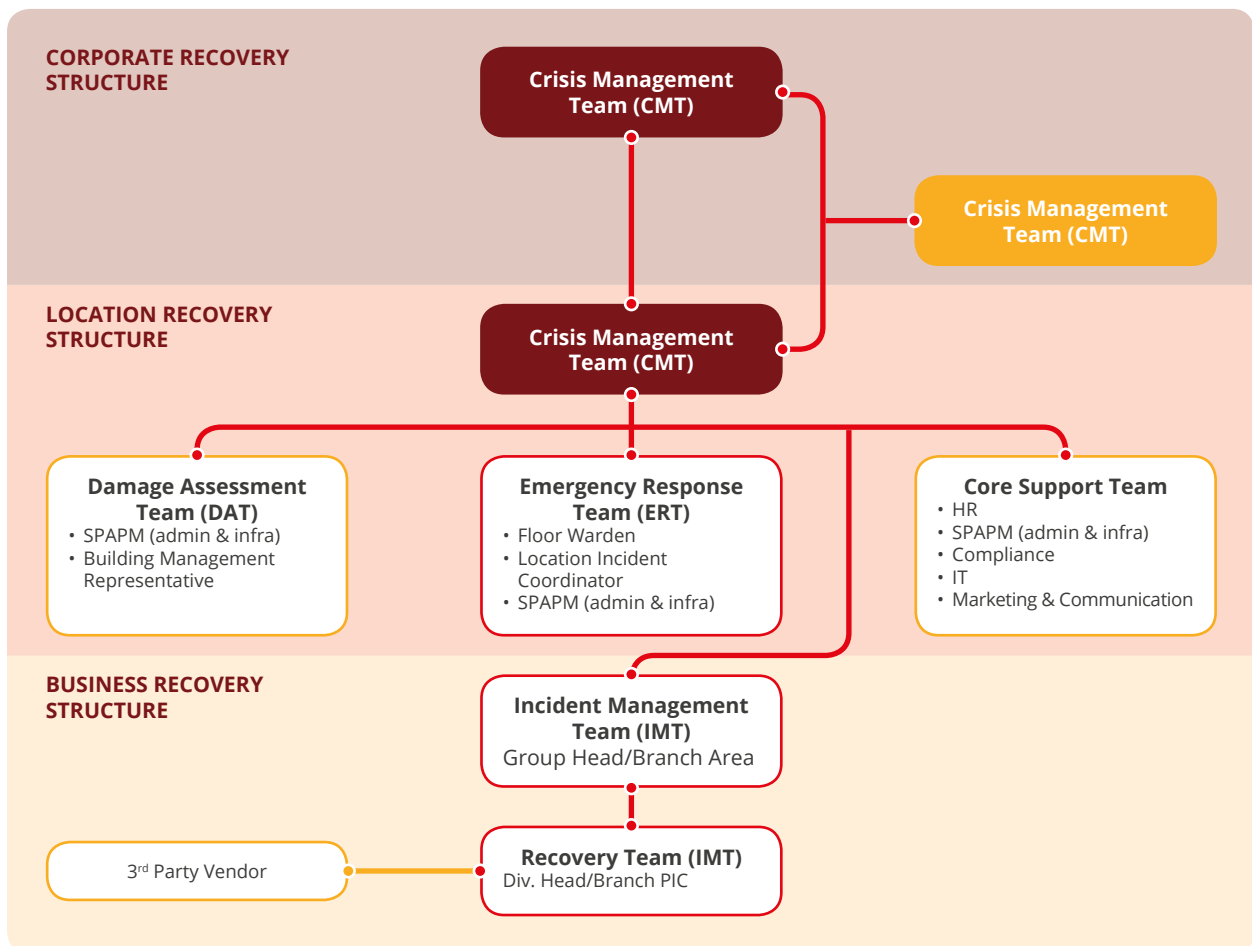 CORPORATE RECOVERY
STRUCTURE
Crisis Management
Team (CMT)
Crisis Management
Team (CMT)
LOCATION RECOVERY
STRUCTURE
Crisis Management
Team (CMT)
Damage Assessment
Team (DAT)
• SPAPM (admin & infra)
• Building Management
Representative
Emergency Response
Team (ERT)
• Floor Warden
• Location Incident
Coordinator
• SPAPM (admin & infra)
Core Support Team
• HR
• SPAPM (admin & infra)
• Compliance
• IT
• Marketing & Communication
BUSINESS RECOVERY
STRUCTURE
Incident Management
Team (IMT)
Group Head/Branch Area
3rd Party Vendor
Recovery Team (IMT)
Div. Head/Branch PIC